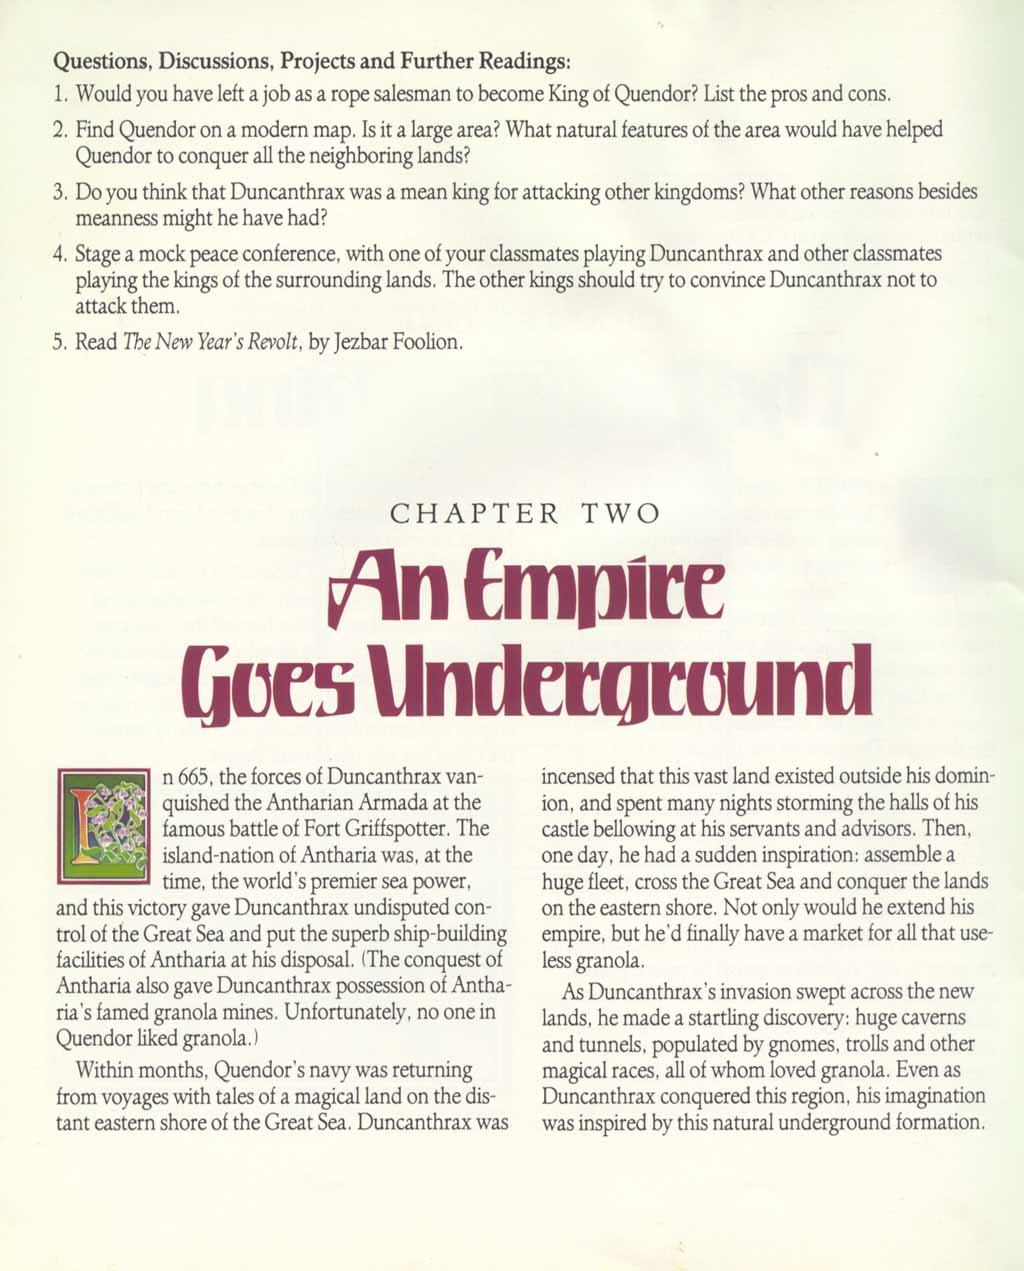 Questions, Discussions, Projects and Further Readings:
1. Would you have left a job as a rope salesman to become King of Quendor? List the pros and cons.
2. Find Quendor on a modern map. Is it a large area? What natural features of the area would have helped
Quendor to conquer all the neighboring lands?
3. Do you think that Duncanthrax was a mean king for attacking other kingdoms? What other reasons besides
meanness might he have had?
4. Stage a mock peace conference, with one of your classmates playing Duncanthrax and other classmates
playing the kings of the surrounding lands. The other kings should try to convince Duncanthrax not to
attack them.
5. Read The New Year's Revolt, by Jezbar Foolion.
CHAPTER TWO
An Empire
Goes Underground
In 665, the forces of Duncanthrax van-
quished the Antharian Armada at the
famous battle of Fort Griffspotter. The
island-nation of Antharia was, at the
time, the world's premier sea power,
and this victory gave Duncanthrax undisputed con-
trol of the Great Sea and put the superb ship-building
facilities of Antharia at his disposal. (The conquest of
Antharia also gave Duncanthrax possession of Antha-
ria's famed granola mines. Unfortunately, no one in
Quendor liked granola.)
Within months, Quendor's navy was returning
from voyages with tales of a magical land on the dis-
tant eastern shore of the Great Sea. Duncanthrax was
incensed that this vast land existed outside his domin-
ion, and spent many nights storming the halls of his
castle bellowing at his servants and advisors. Then,
one day, he had a sudden inspiration: assemble a
huge fleet, cross the Great Sea and conquer the lands
on the eastern shore. Not only would he extend his
empire, but he'd finally have a market for all that use-
less granola.
As Duncanthrax's invasion swept across the new
lands, he made a startling discovery: huge caverns
and tunnels, populated by gnomes, trolls and other
magical races, all of whom loved granola. Even as
Duncanthrax conquered this region, his imagination
was inspired by this natural underground formation.